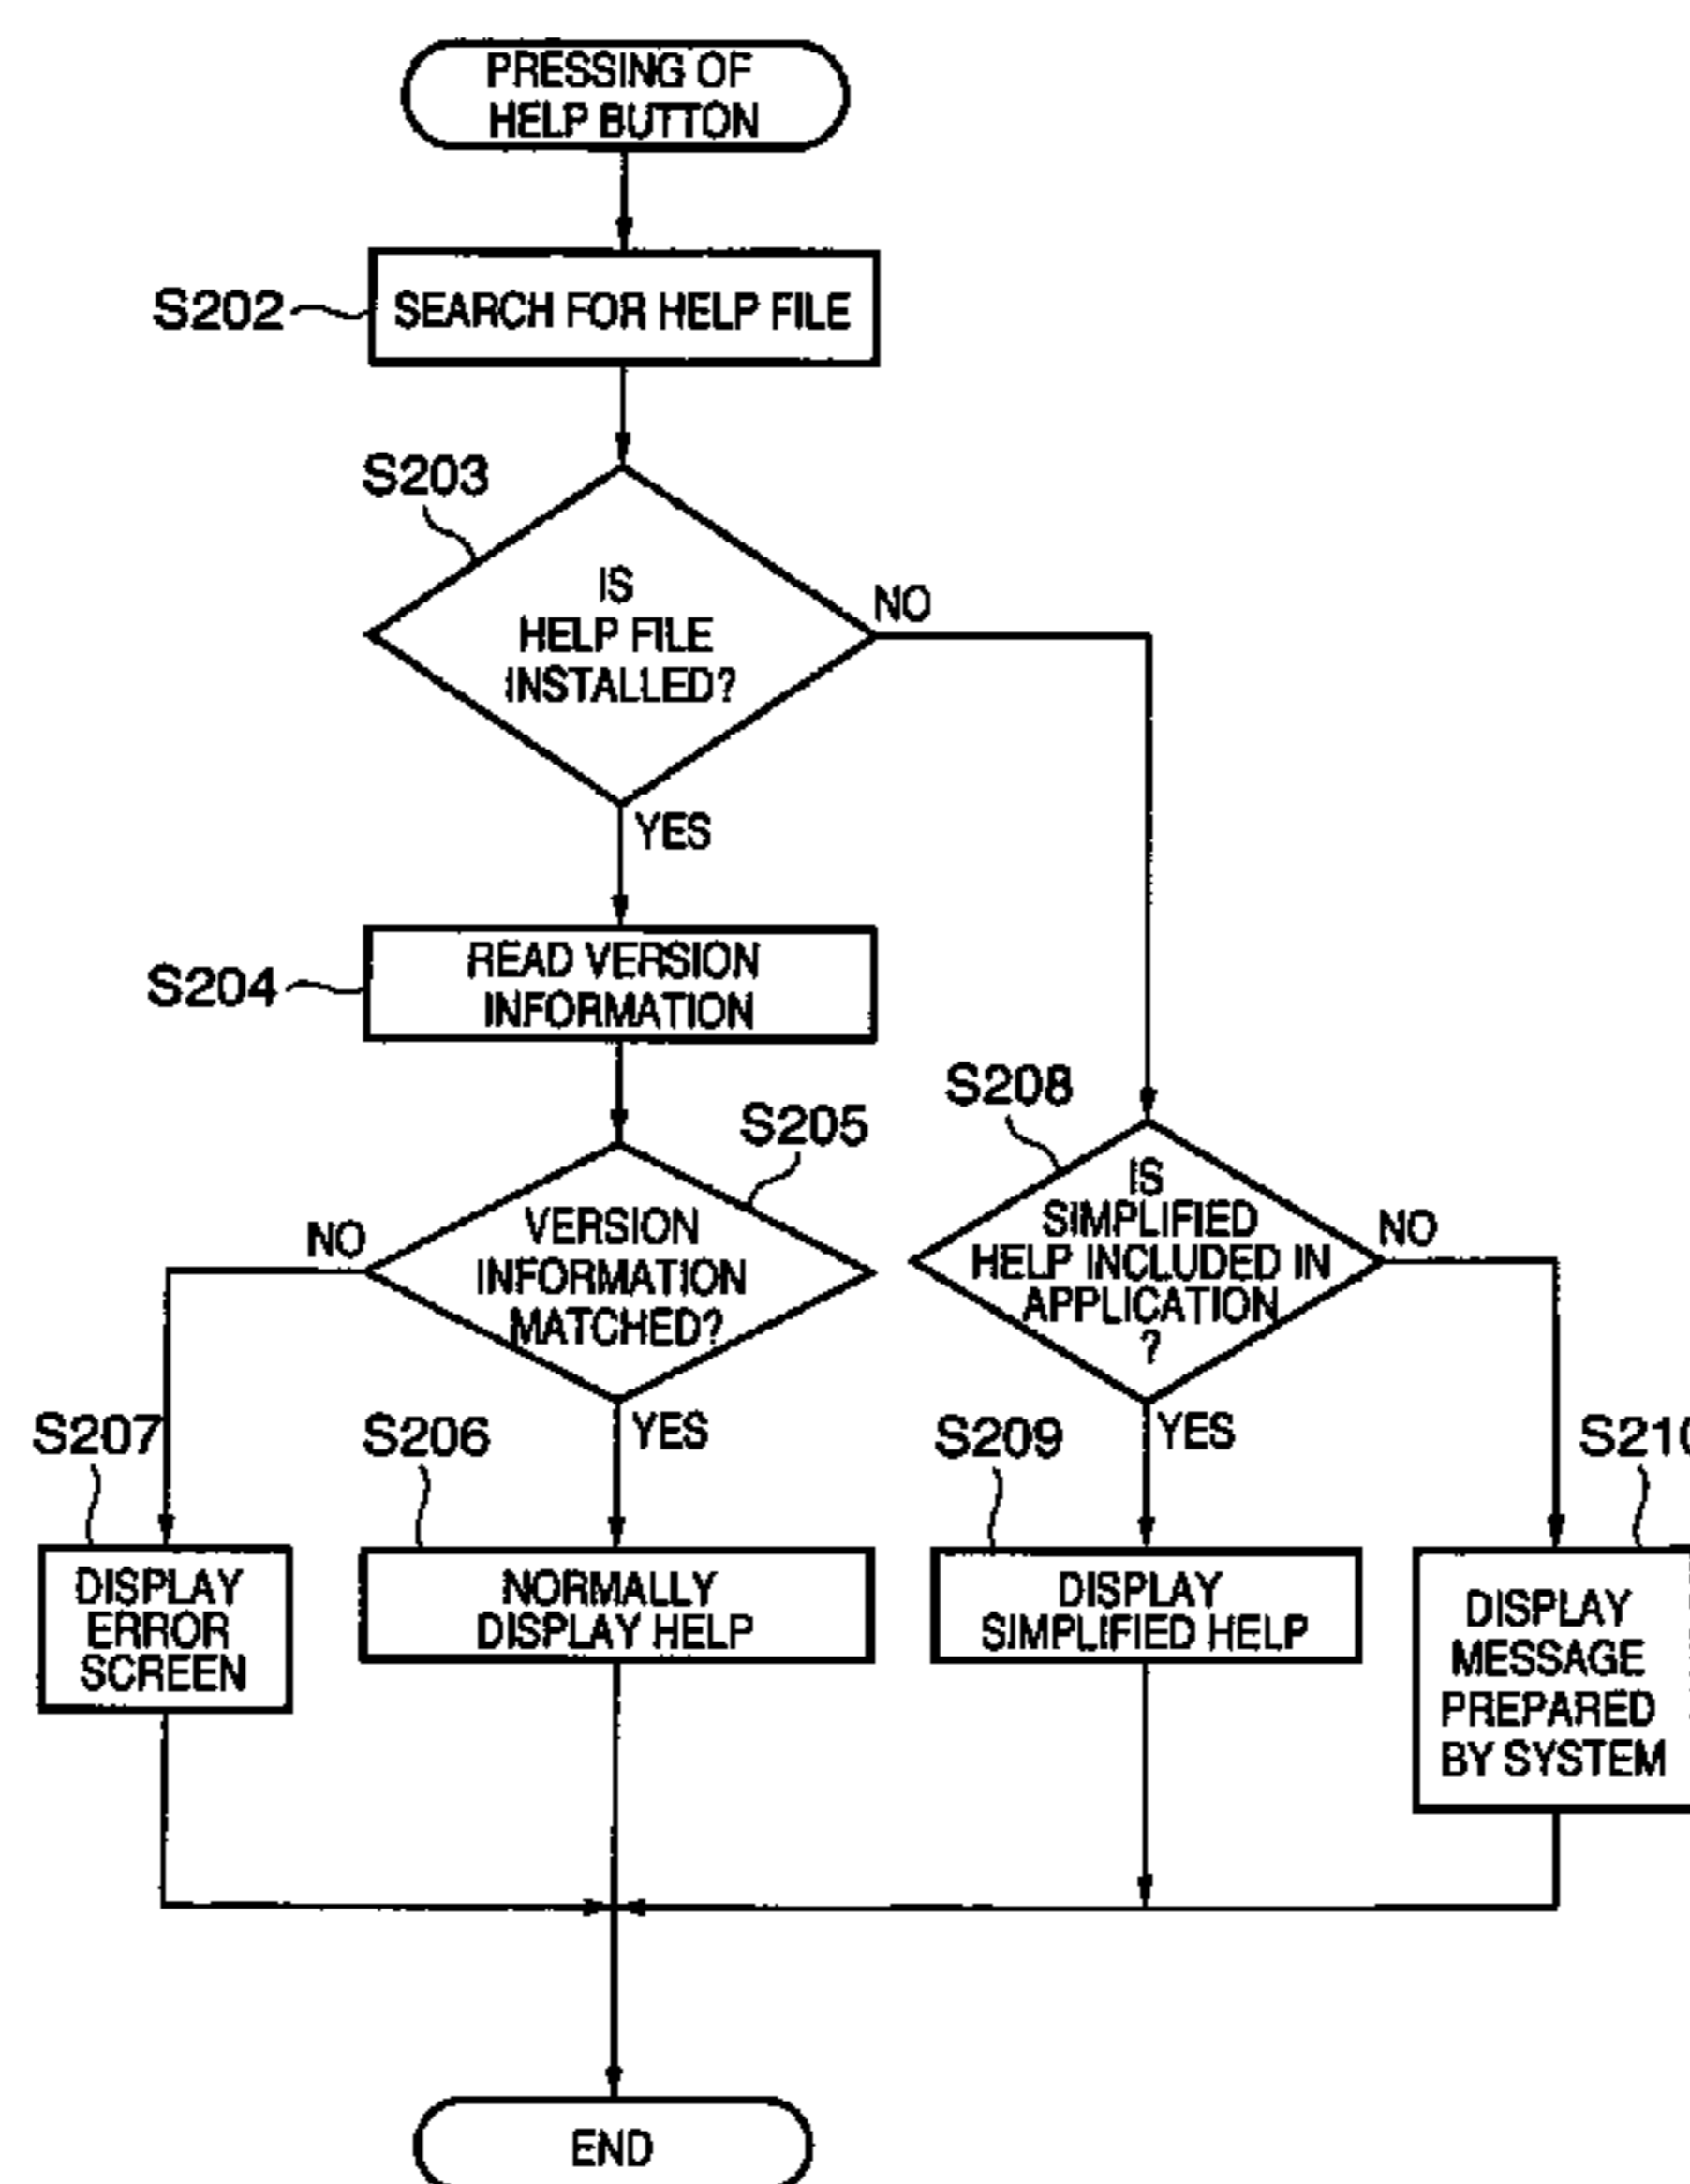 PRESSING OF
HELP BUTTON
S202
SEARCH FOR HELP FILE
S203
IS
HELP FILE
INSTALLED?
NO
YES
S204
READ VERSION
INFORMATION
S205
VERSION
INFORMATION
MATCHED?
NO
YES
S208
IS
SIMPLIFIED
HELP INCLUDED IN
APPLICATION
?
NO
YES
S207
DISPLAY
ERROR
SCREEN
S206
NORMALLY
DISPLAY HELP
S209
DISPLAY
SIMPLIFIED HELP
S210
DISPLAY
MESSAGE
PREPARED
BY SYSTEM
END